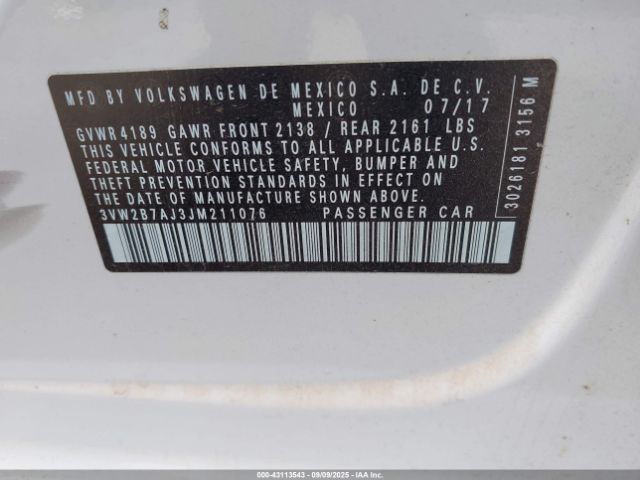 MFD BY VOLKSWAGEN DE MEXICO S.A. DE C.V.
MEXICO 07/17
GVWR 4189 GAWR FRONT 2138 / REAR 2161 LBS
THIS VEHICLE CONFORMS TO ALL APPLICABLE U.S.
FEDERAL MOTOR VEHICLE SAFETY, BUMPER AND
THEFT PREVENTION STANDARDS IN EFFECT ON
THE DATE OF MANUFACTURE SHOWN ABOVE.
3VW2B7AJ3JM211076 PASSENGER CAR
3026181 3156 M
000-43113543 - 09/09/2025 - IAAI.COM